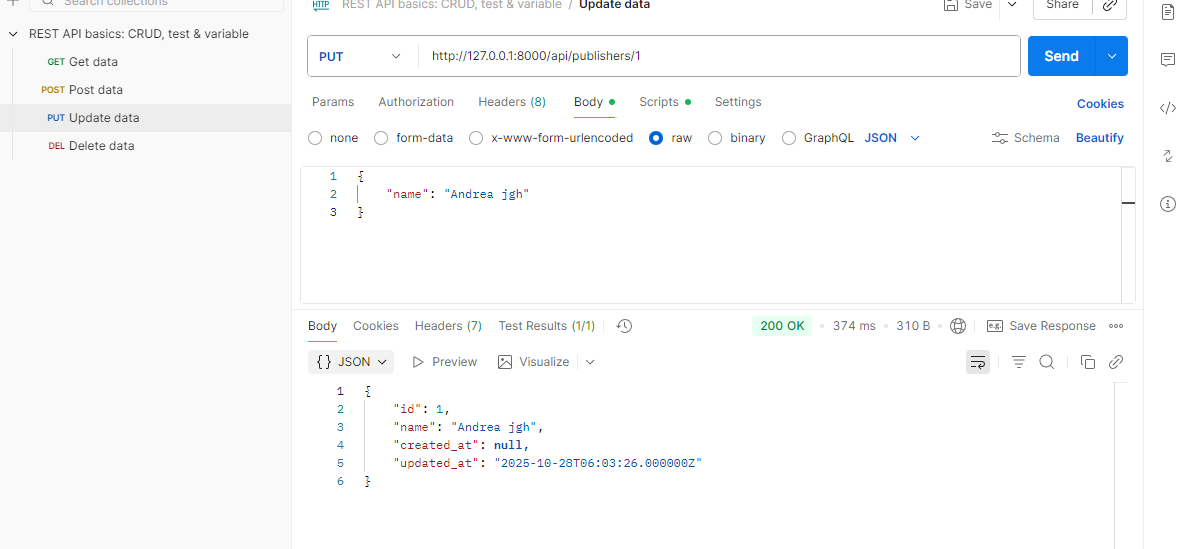 Search collections
HTTP REST API basics: CRUD, test & variable / Update data Save Share
REST API basics: CRUD, test & variable
GET Get data
POST Post data
PUT Update data
DEL Delete data
PUT http://127.0.0.1:8000/api/publishers/1 Send
Params Authorization Headers (8) Body Scripts Settings Cookies
none form-data x-www-form-urlencoded raw binary GraphQL JSON Schema Beautify
1 {
2 "name": "Andrea jgh"
3 }
Body Cookies Headers (7) Test Results (1/1) 200 OK 374 ms 310 B e.g. Save Response
{} JSON Preview Visualize
1 {
2 "id": 1,
3 "name": "Andrea jgh",
4 "created_at": null,
5 "updated_at": "2025-10-28T06:03:26.000000Z"
6 }